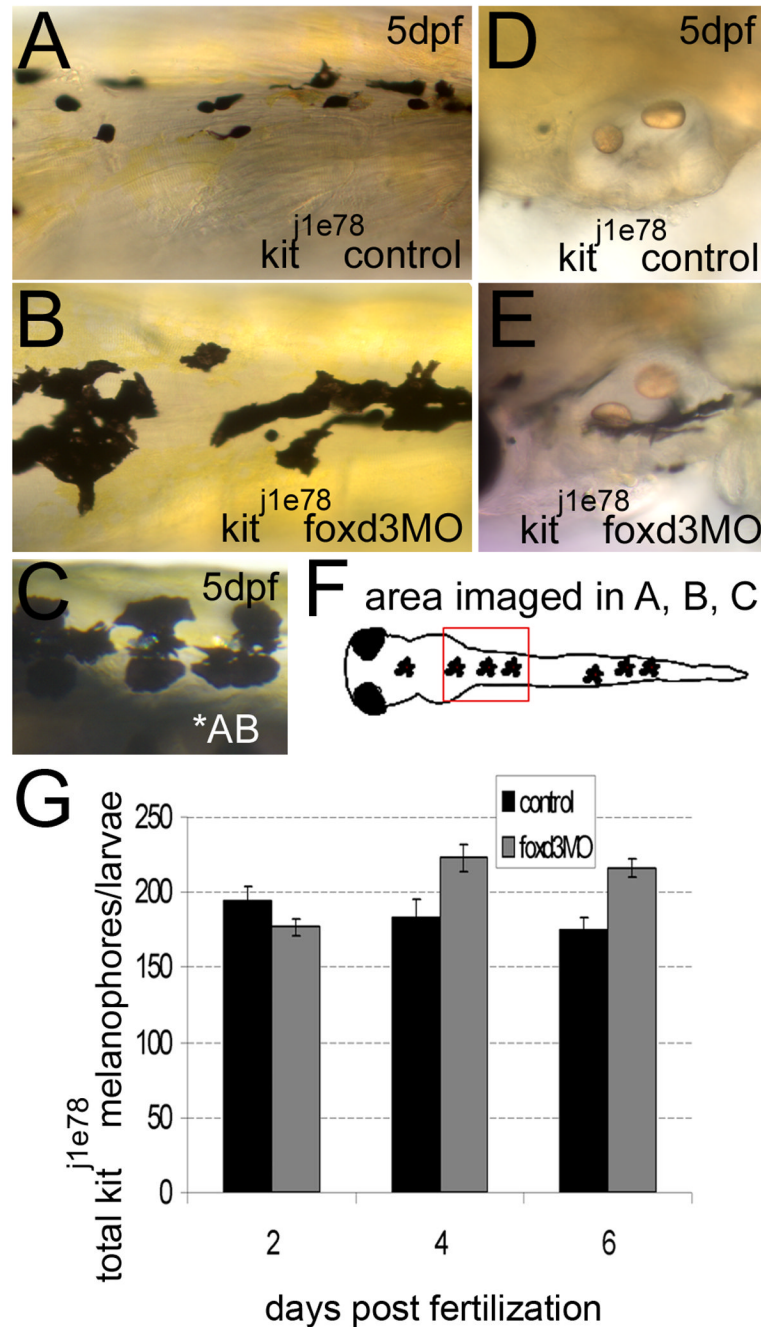 A
5dpf
kit j1e78 control
D
5dpf
kit j1e78 control
B
kit j1e78 foxd3MO
E
kit j1e78 foxd3MO
C
5dpf
*AB
F
area imaged in A, B, C
G
control
foxd3MO
250
200
150
100
50
0
total kit j1e78 melanophores/larvae
2
4
6
days post fertilization